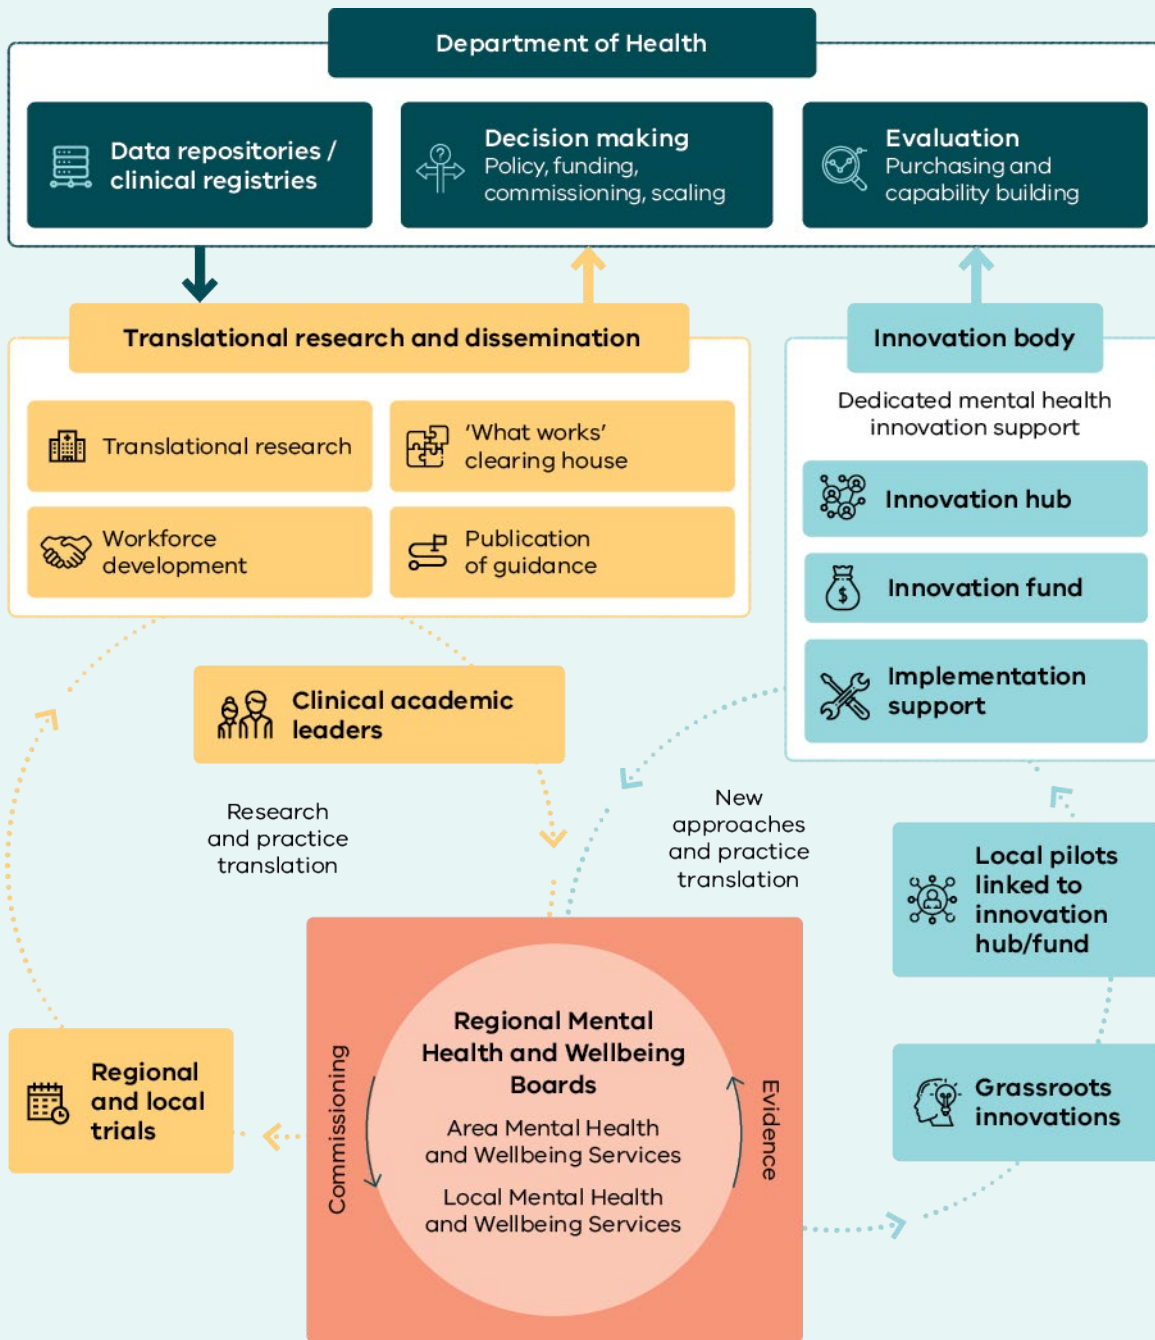 Department of Health
Data repositories /
clinical registries
Decision making
Policy, funding,
commissioning, scaling
Evaluation
Purchasing and
capability building
Translational research and dissemination
Translational research
'What works'
clearing house
Workforce
development
Publication
of guidance
Innovation body
Dedicated mental health
innovation support
Innovation hub
Innovation fund
Implementation
support
Clinical academic
leaders
Research
and practice
translation
New
approaches
and practice
translation
Local pilots
linked to
innovation
hub/fund
Regional
and local
trials
Commissioning
Regional Mental
Health and Wellbeing
Boards
Area Mental Health
and Wellbeing Services
Local Mental Health
and Wellbeing Services
Evidence
Grassroots
innovations